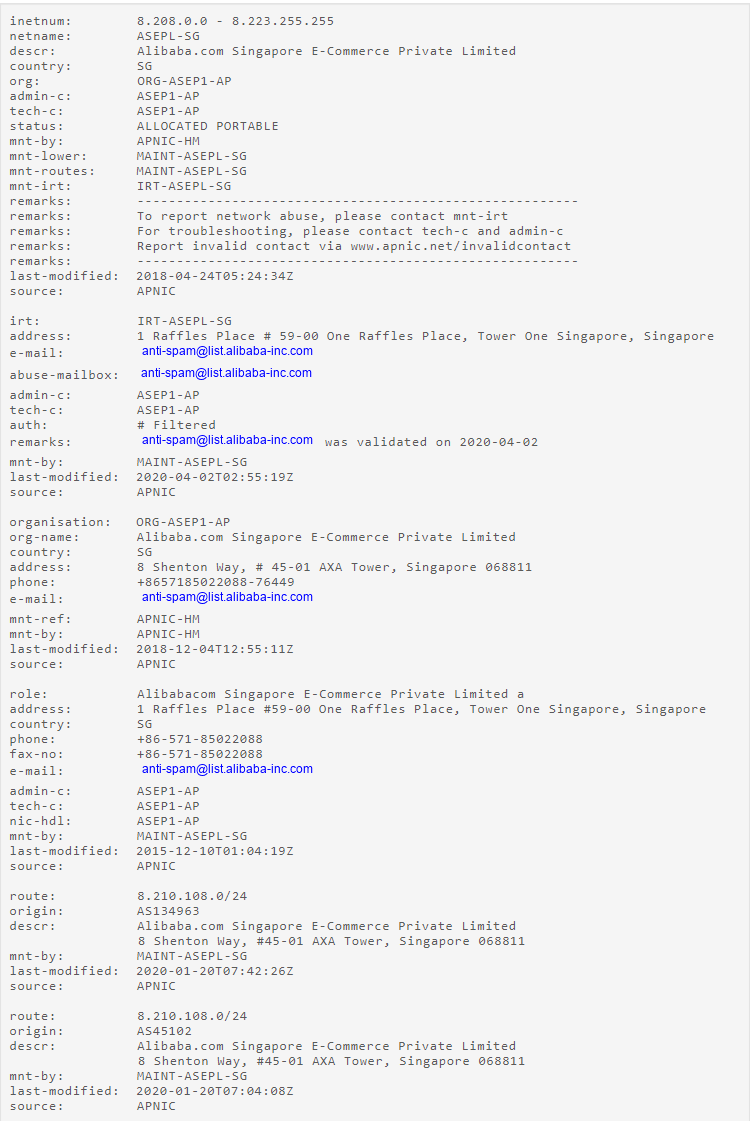 inetnum: 8.208.0.0 - 8.223.255.255
netname: ASEPL-SG
descr: Alibaba.com Singapore E-Commerce Private Limited
country: SG
org: ORG-ASEP1-AP
admin-c: ASEP1-AP
tech-c: ASEP1-AP
status: ALLOCATED PORTABLE
mnt-by: APNIC-HM
mnt-lower: MAINT-ASEPL-SG
mnt-routes: MAINT-ASEPL-SG
mnt-irt: IRT-ASEPL-SG
remarks: --------------------------------------------------------
remarks: To report network abuse, please contact mnt-irt
remarks: For troubleshooting, please contact tech-c and admin-c
remarks: Report invalid contact via www.apnic.net/invalidcontact
remarks: --------------------------------------------------------
last-modified: 2018-04-24T05:24:34Z
source: APNIC

irt: IRT-ASEPL-SG
address: 1 Raffles Place # 59-00 One Raffles Place, Tower One Singapore, Singapore
e-mail: anti-spam@list.alibaba-inc.com
abuse-mailbox: anti-spam@list.alibaba-inc.com
admin-c: ASEP1-AP
tech-c: ASEP1-AP
auth: # Filtered
remarks: anti-spam@list.alibaba-inc.com was validated on 2020-04-02
mnt-by: MAINT-ASEPL-SG
last-modified: 2020-04-02T02:55:19Z
source: APNIC

organisation: ORG-ASEP1-AP
org-name: Alibaba.com Singapore E-Commerce Private Limited
country: SG
address: 8 Shenton Way, # 45-01 AXA Tower, Singapore 068811
phone: +8657185022088-76449
e-mail: anti-spam@list.alibaba-inc.com
mnt-ref: APNIC-HM
mnt-by: APNIC-HM
last-modified: 2018-12-04T12:55:11Z
source: APNIC

role: Alibabacom Singapore E-Commerce Private Limited a
address: 1 Raffles Place #59-00 One Raffles Place, Tower One Singapore, Singapore
country: SG
phone: +86-571-85022088
fax-no: +86-571-85022088
e-mail: anti-spam@list.alibaba-inc.com
admin-c: ASEP1-AP
tech-c: ASEP1-AP
nic-hdl: ASEP1-AP
mnt-by: MAINT-ASEPL-SG
last-modified: 2015-12-10T01:04:19Z
source: APNIC

route: 8.210.108.0/24
origin: AS134963
descr: Alibaba.com Singapore E-Commerce Private Limited
8 Shenton Way, #45-01 AXA Tower, Singapore 068811
mnt-by: MAINT-ASEPL-SG
last-modified: 2020-01-20T07:42:26Z
source: APNIC

route: 8.210.108.0/24
origin: AS45102
descr: Alibaba.com Singapore E-Commerce Private Limited
8 Shenton Way, #45-01 AXA Tower, Singapore 068811
mnt-by: MAINT-ASEPL-SG
last-modified: 2020-01-20T07:04:08Z
source: APNIC